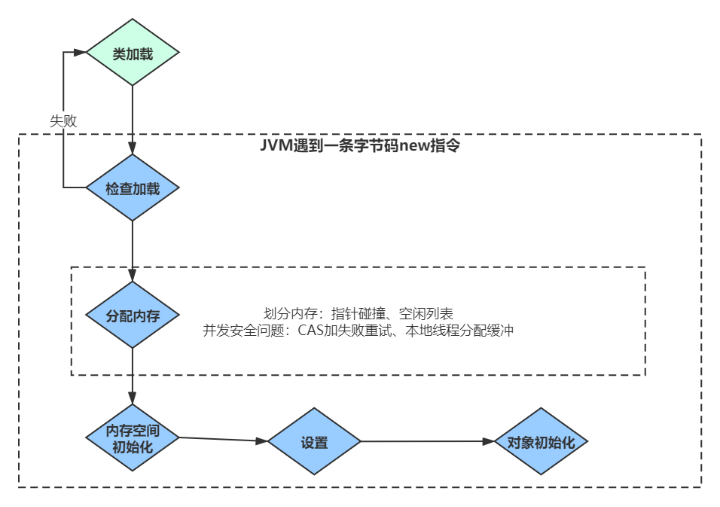 类加载
失败
JVM遇到一条字节码new指令
检查加载
分配内存
划分内存：指针碰撞、空闲列表
并发安全问题：CAS加失败重试、本地线程分配缓冲
内存空间
初始化
设置
对象初始化